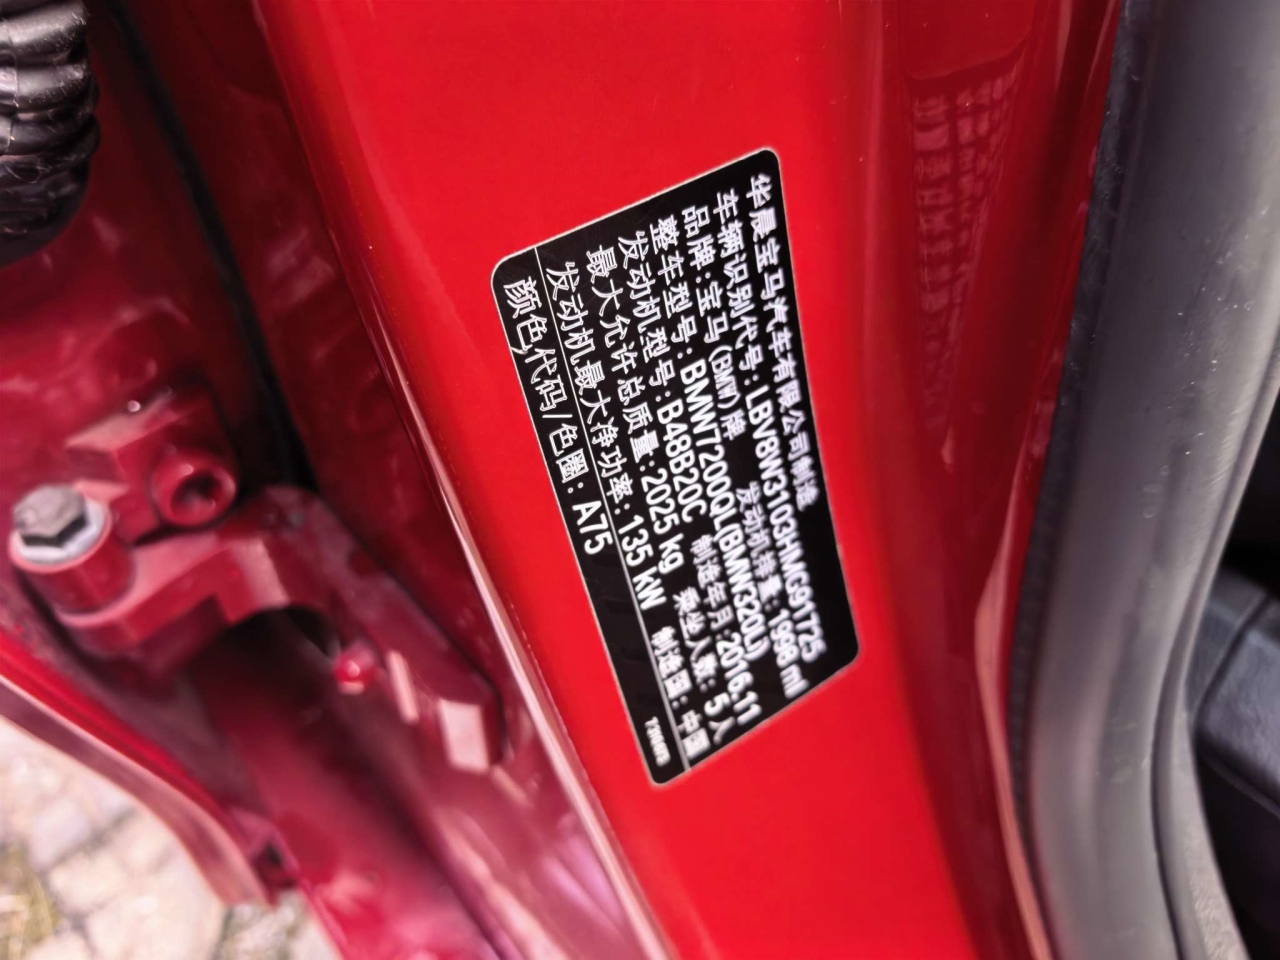 华晨宝马汽车有限公司制造
车辆识别代号:LBV8W3103HMG91725
品牌:宝马(BMW)牌 发动机排量:1998 ml
整车型号:BMW7200QL(BMW320Li)
发动机型号:B48B20C 制造年月:2016.11
最大允许总质量:2025 kg 乘坐人数:5人
发动机最大净功率:135 kW 制造国:中国
颜色代码/色圈:A75